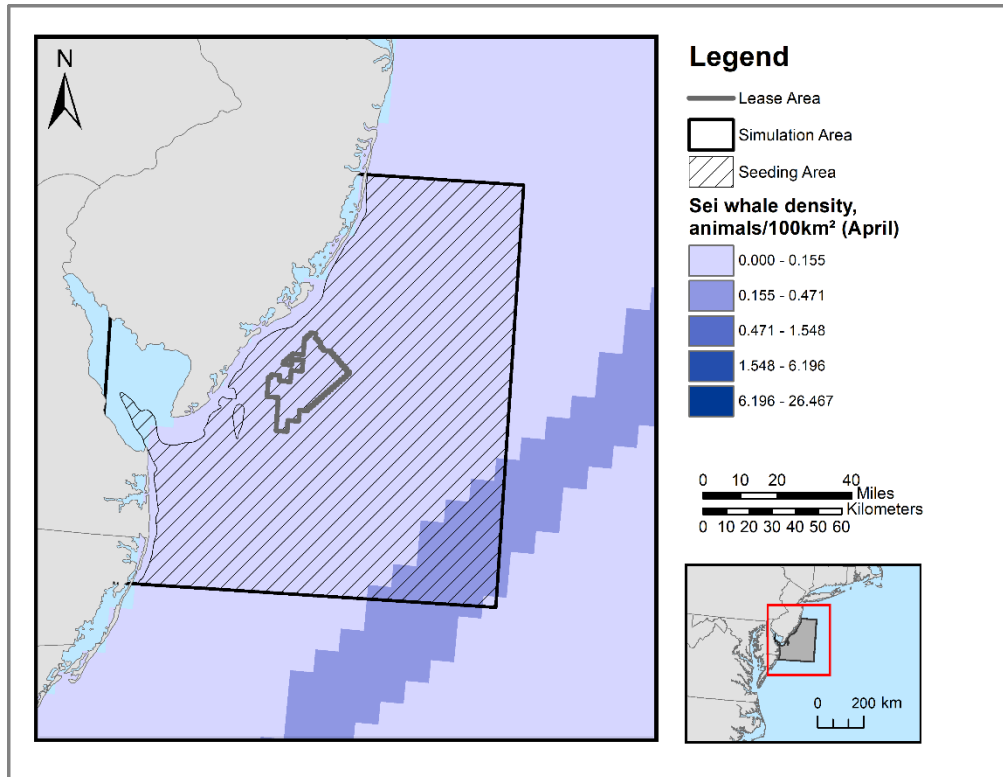 N
Legend
Lease Area
Simulation Area
Seeding Area
Sei whale density,
animals/100km² (April)
0.000 - 0.155
0.155 - 0.471
0.471 - 1.548
1.548 - 6.196
6.196 - 26.467
0 10 20 40
Miles
Kilometers
0 10 20 30 40 50 60
0 200 km